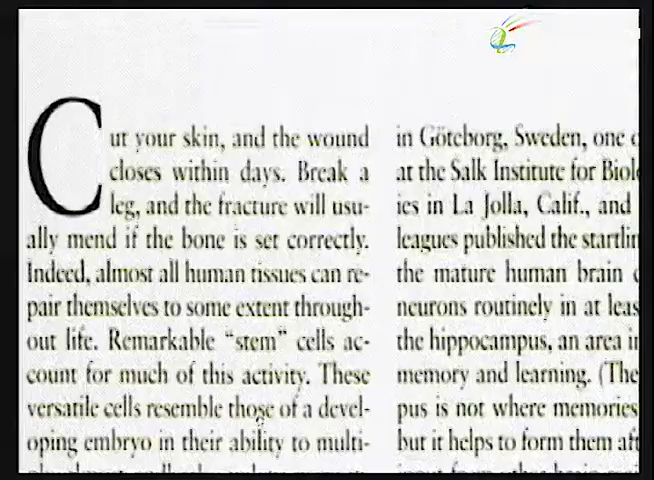 Cut your skin, and the wound
closes within days. Break a
leg, and the fracture will usu-
ally mend if the bone is set correctly.
Indeed, almost all human tissues can re-
pair themselves to some extent through-
out life. Remarkable “stem” cells ac-
count for much of this activity. These
versatile cells resemble those of a devel-
oping embryo in their ability to multi-
in Göteborg, Sweden, one
at the Salk Institute for
ies in La Jolla, Calif., and
leagues published the
the mature human brain
neurons routinely in at
the hippocampus, an area
memory and learning. (The
pus is not where memories
but it helps to form them